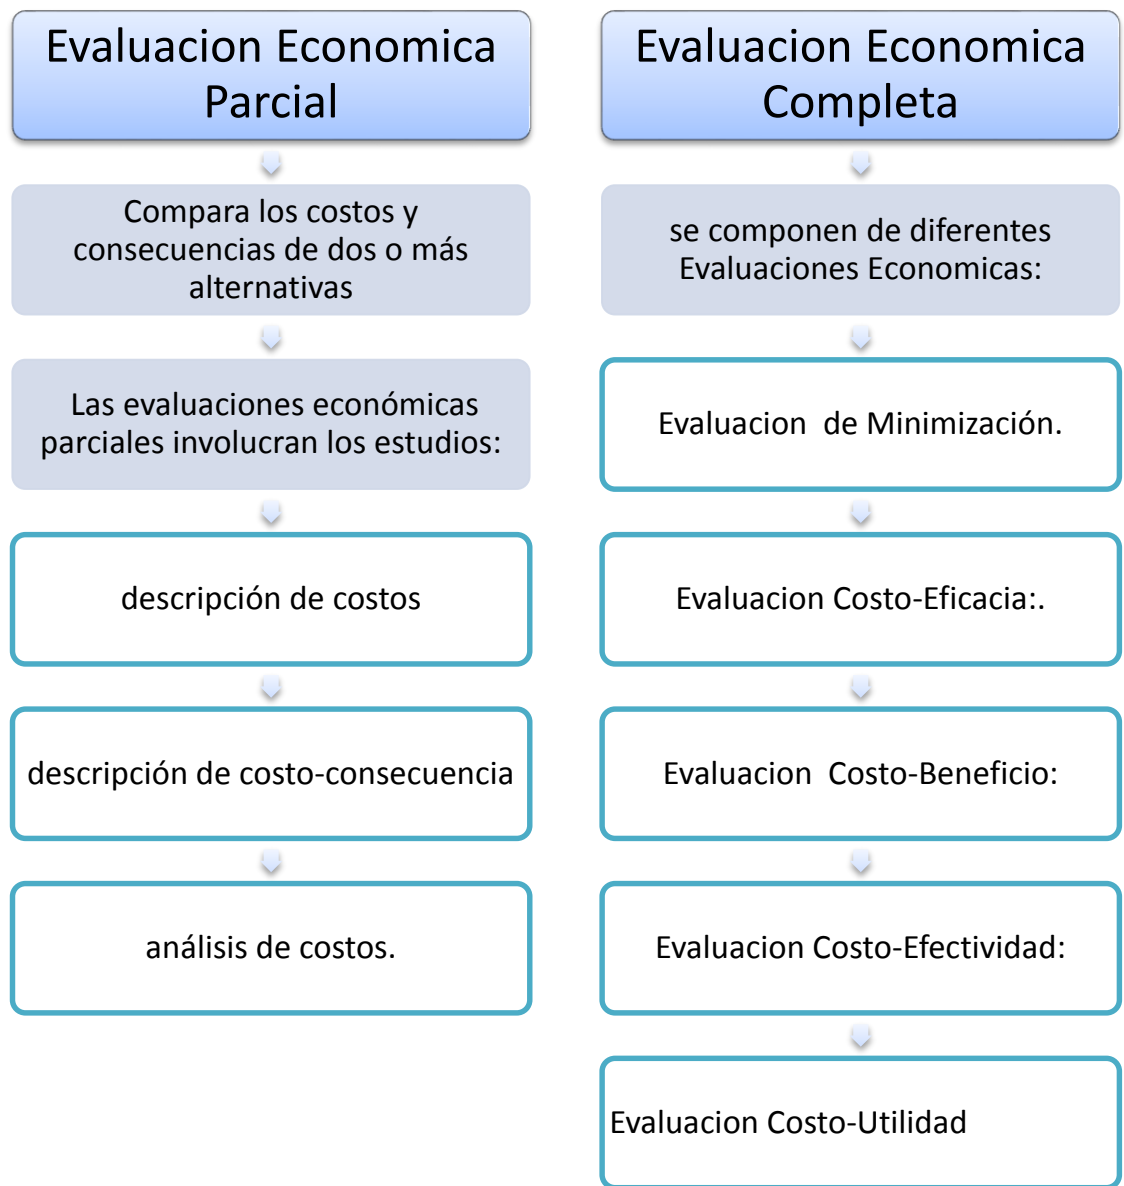 Evaluacion Economica
Parcial
Compara los costos y
consecuencias de dos o más
alternativas
Las evaluaciones económicas
parciales involucran los estudios:
descripción de costos
descripción de costo-consecuencia
análisis de costos.
Evaluacion Economica
Completa
se componen de diferentes
Evaluaciones Economicas:
Evaluacion  de Minimización.
Evaluacion Costo-Eficacia:.
Evaluacion  Costo-Beneficio:
Evaluacion Costo-Efectividad:
Evaluacion Costo-Utilidad